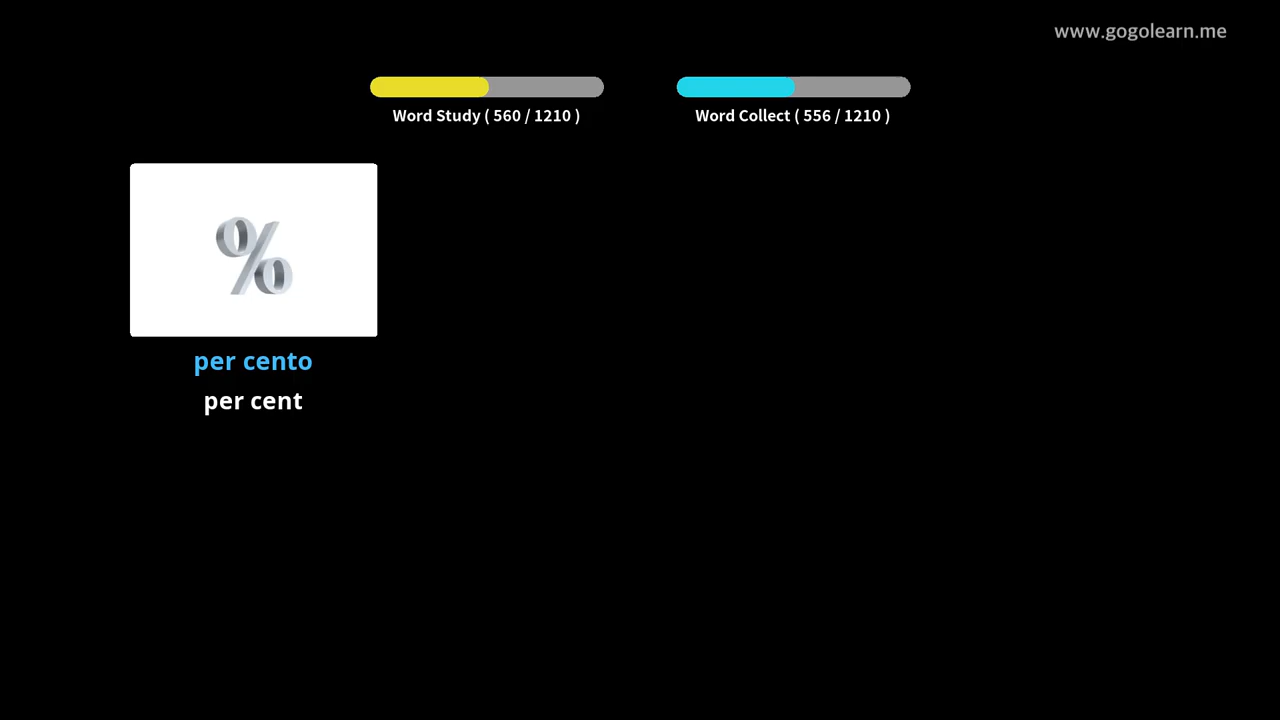 www.gogolearn.me
Word Study ( 560 / 1210 )
Word Collect ( 556 / 1210 )
%
per cento
per cent